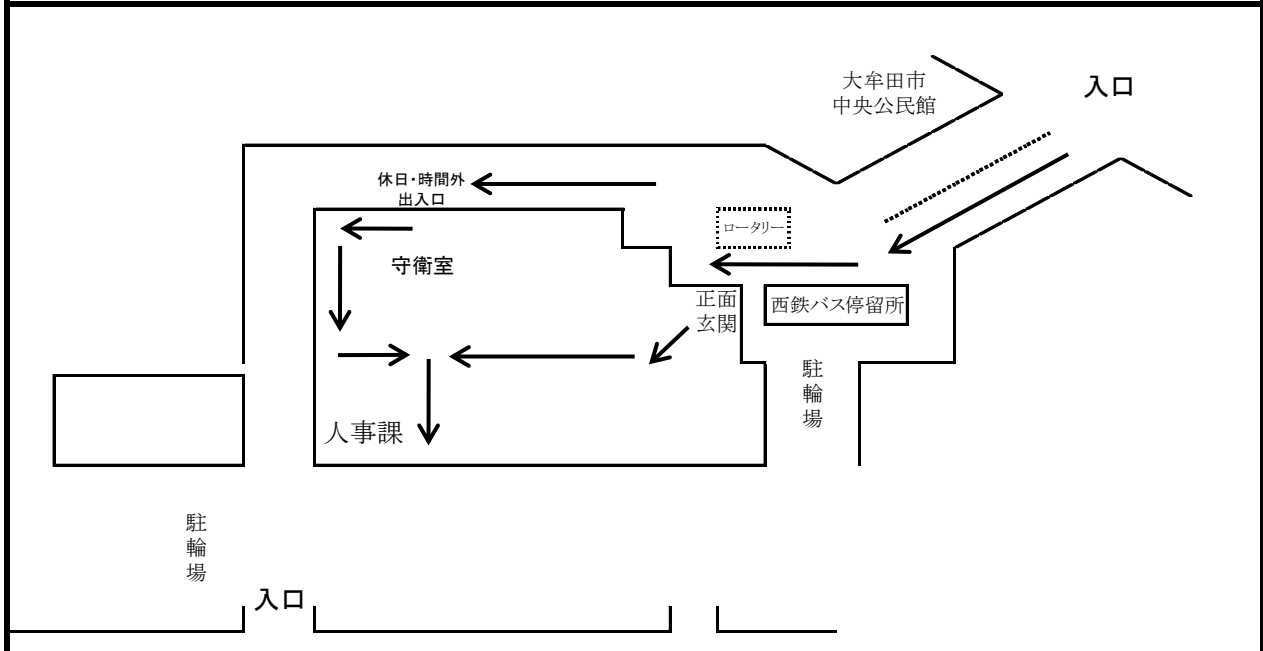 大牟田市
中央公民館
入口
休日・時間外
出入口
ロータリー
守衛室
正面
玄関
西鉄バス停留所
駐輪場
人事課
駐輪場
入口